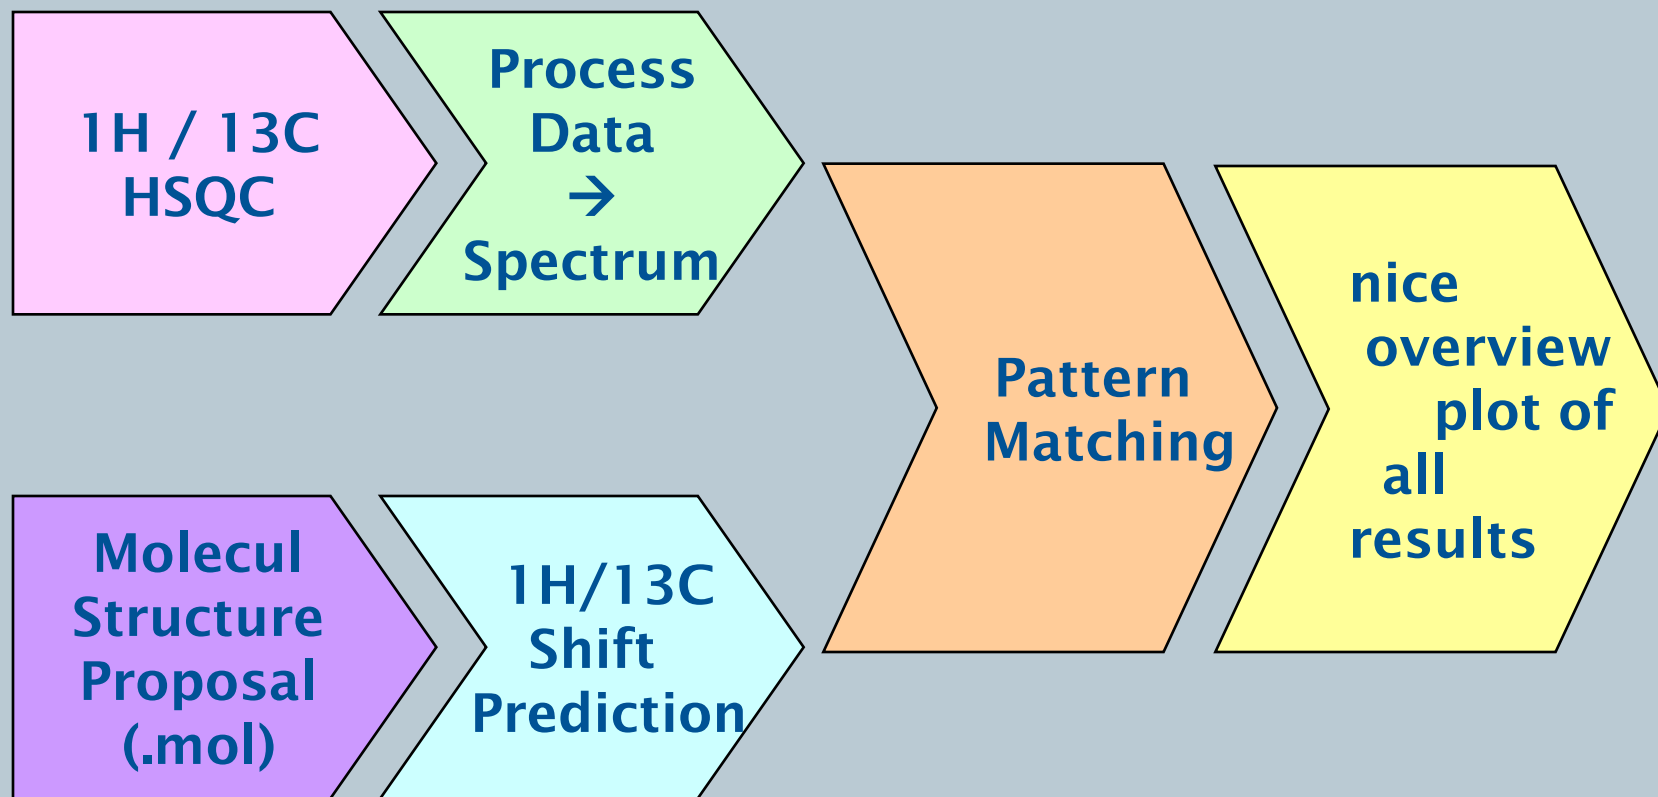 1H / 13C
HSQC
Process
Data
→
Spectrum
Molecul
Structure
Proposal
(.mol)
1H/13C
Shift
Prediction
Pattern
Matching
nice
overview
plot of
all
results